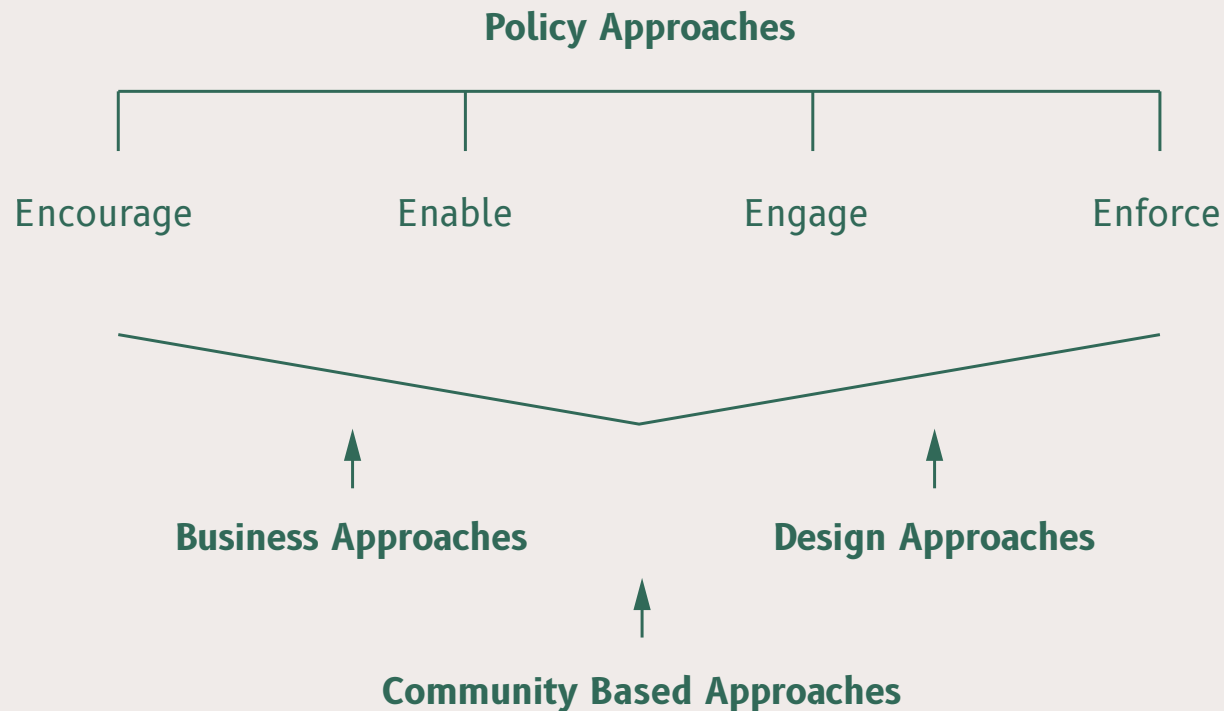 Policy Approaches
Encourage Enable Engage Enforce
Business Approaches Design Approaches
Community Based Approaches